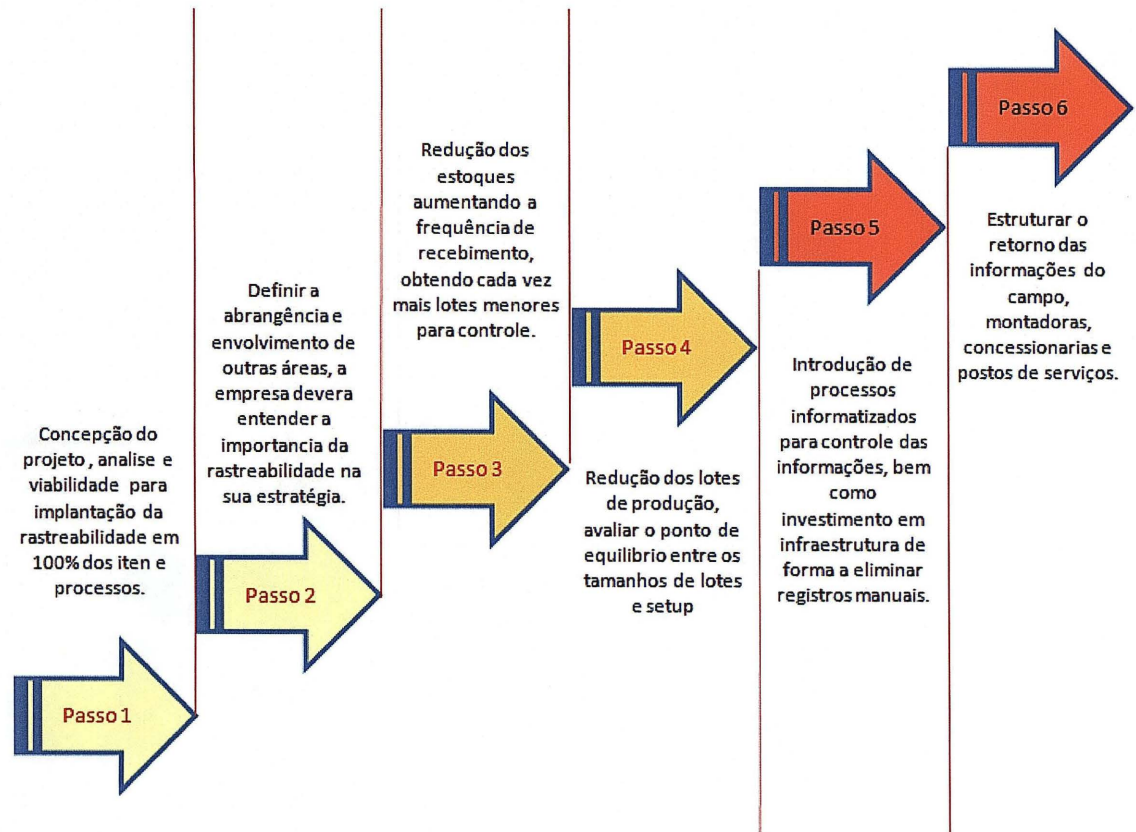 Concepção do
projeto , analise e
viabilidade para
implantação da
rastreabilidade em
100% dos iten e
processos.
Passo 1
Definir a
abrangência e
envolvimento de
outras áreas, a
empresa devera
entender a
importancia da
rastreabilidade na
sua estratégia.
Passo 2
Redução dos
estoques
aumentando a
frequência de
recebimento,
obtendo cada vez
mais lotes menores
para controle.
Passo 3
Passo 4
Redução dos lotes
de produção,
avaliar o ponto de
equilibrio entre os
tamanhos de lotes
e setup
Passo 5
Introdução de
processos
informatizados
para controle das
informações, bem
como
investimento em
infraestrutura de
forma a eliminar
registros manuais.
Passo 6
Estruturar o
retorno das
informações do
campo,
montadoras,
concessionarias e
postos de serviços.